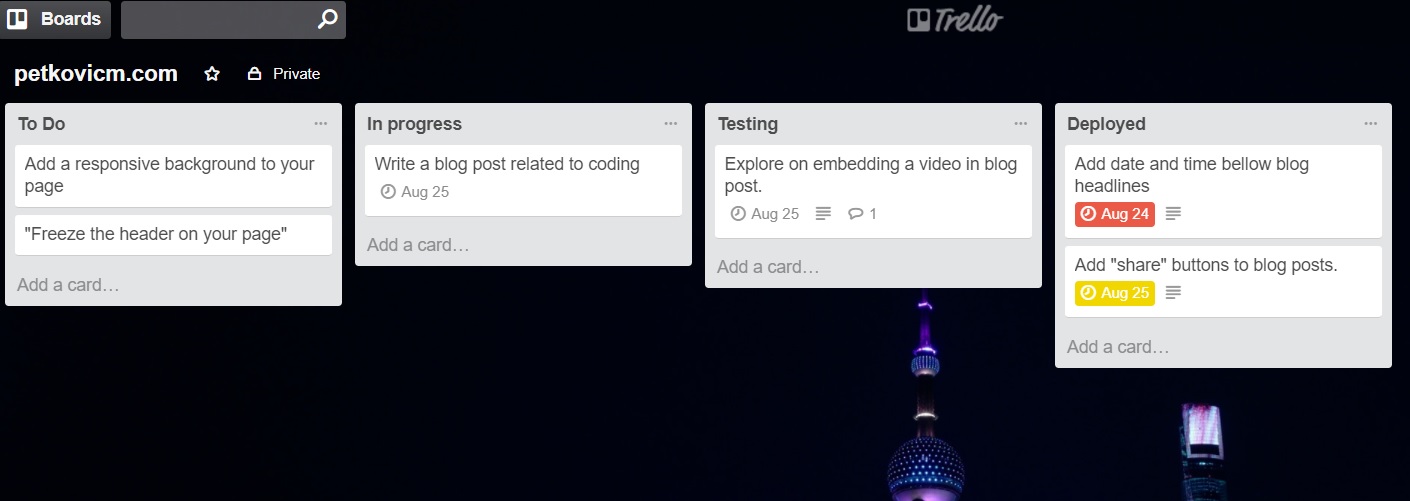 Boards
Trello
petkovicm.com
Private
To Do
Add a responsive background to your
page
"Freeze the header on your page"
Add a card…
In progress
Write a blog post related to coding
Aug 25
Add a card…
Testing
Explore on embedding a video in blog
post.
Aug 25 1
Add a card…
Deployed
Add date and time bellow blog
headlines
Aug 24
Add "share" buttons to blog posts.
Aug 25
Add a card…